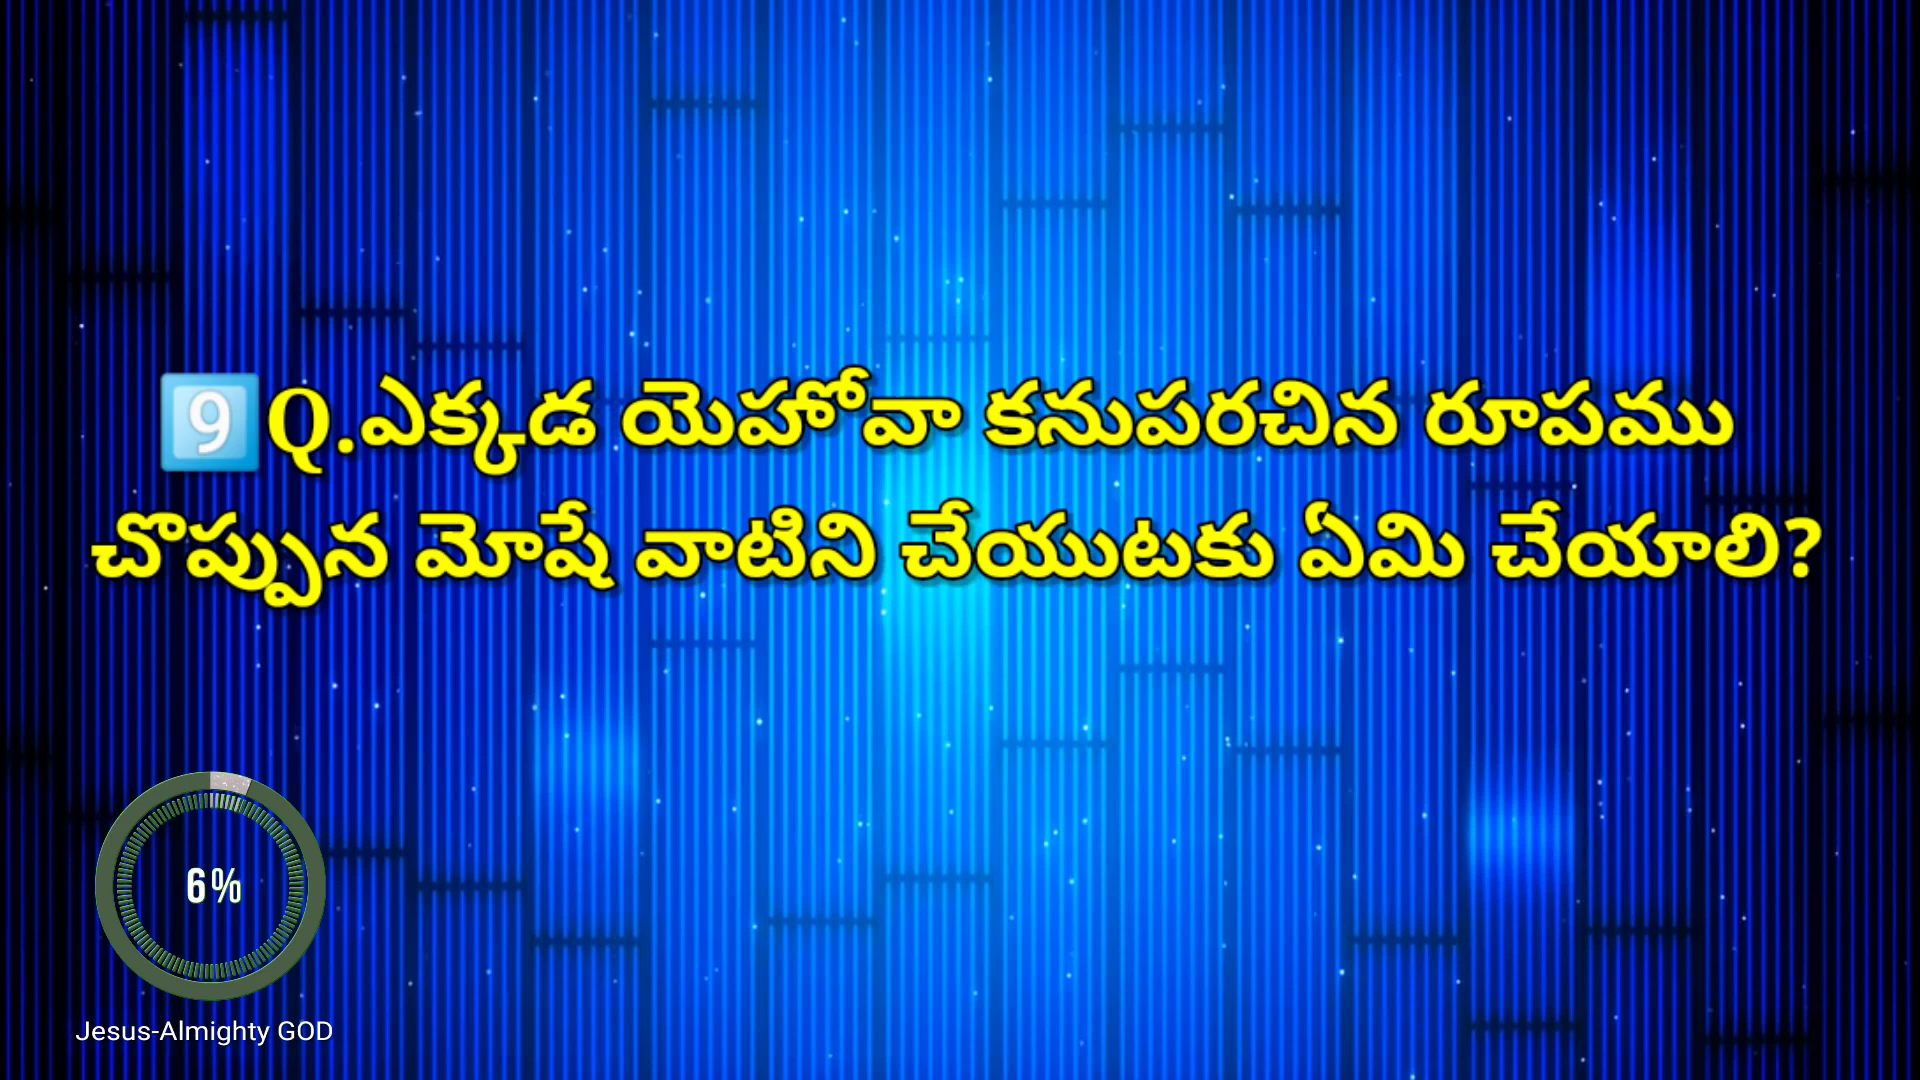 9️⃣Q.ఎక్కడ యెహోవా కనుపరచిన రూపము
చొప్పున మోషే వాటిని చేయుటకు ఏమి చేయాలి?
6%
Jesus-Almighty GOD